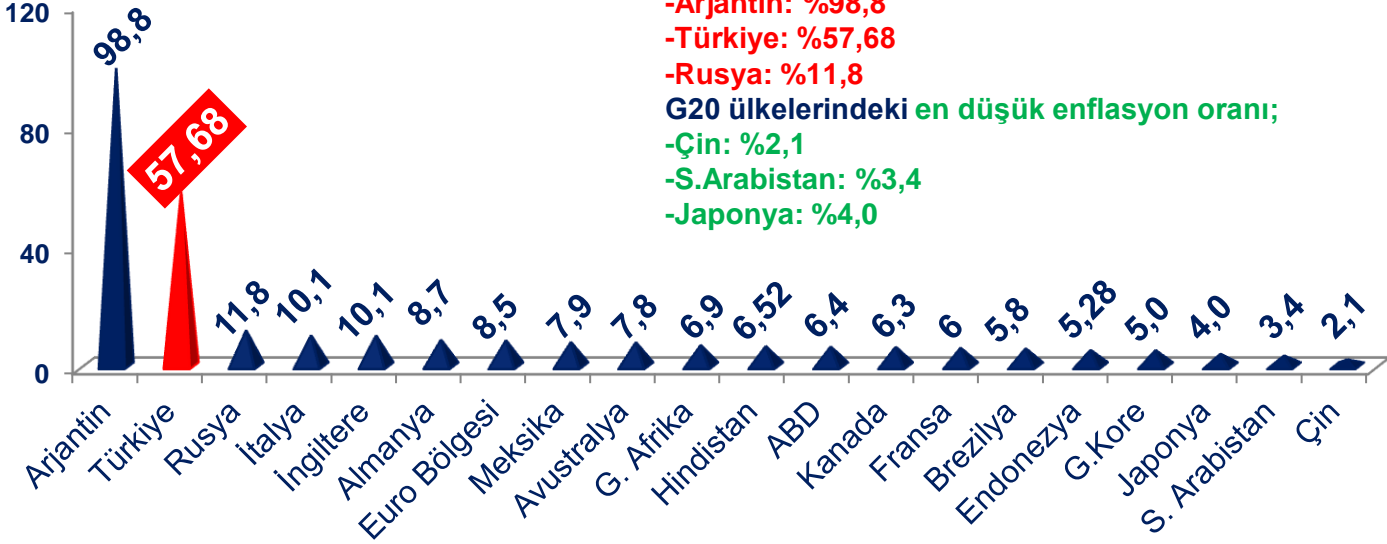 -Arjantin: %98,8
-Türkiye: %57,68
-Rusya: %11,8
G20 ülkelerindeki en düşük enflasyon oranı;
-Çin: %2,1
-S.Arabistan: %3,4
-Japonya: %4,0
120
80
40
0
98,8
57,68
11,8
10,1
10,1
8,7
8,5
7,9
7,8
6,9
6,52
6,4
6,3
6
5,8
5,28
5,0
4,0
3,4
2,1
Arjantin
Türkiye
Rusya
İtalya
İngiltere
Almanya
Euro Bölgesi
Meksika
Avustralya
G. Afrika
Hindistan
ABD
Kanada
Fransa
Brezilya
Endonezya
G.Kore
Japonya
S. Arabistan
Çin